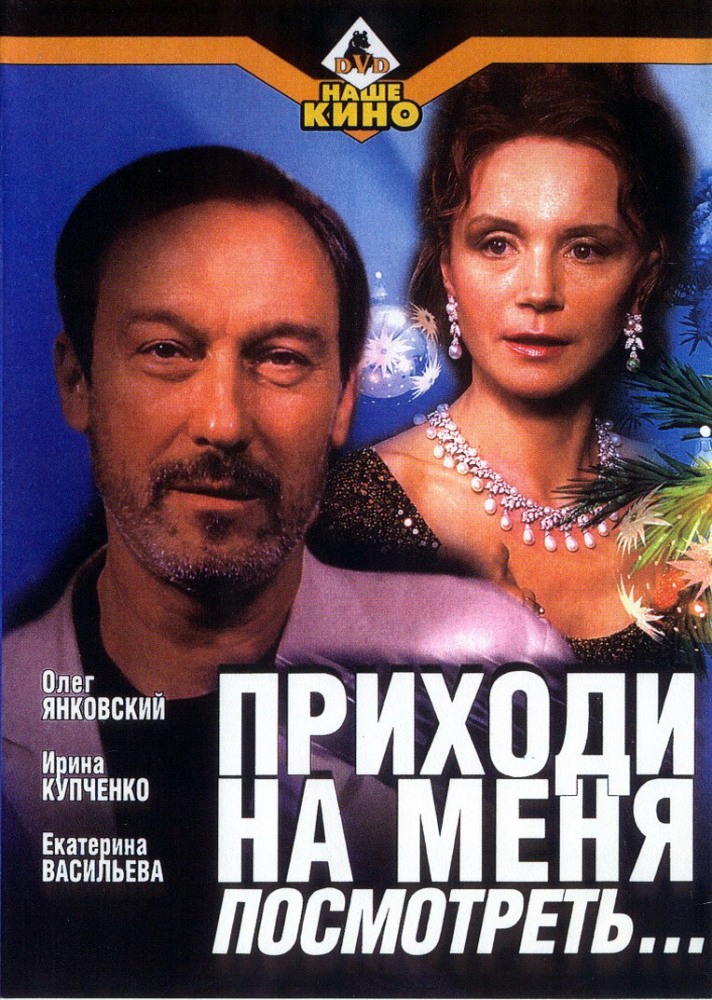 DVD
НАШЕ
КИНО
Олег
ЯНКОВСКИЙ
Ирина
КУПЧЕНКО
Екатерина
ВАСИЛЬЕВА
ПРИХОДИ
НА МЕНЯ
ПОСМОТРЕТЬ...